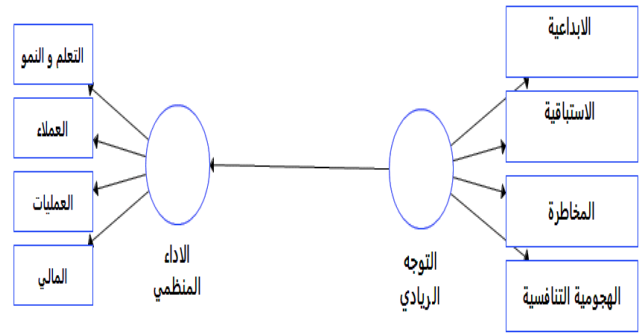 الابداعية
الاستباقية
المخاطرة
الهجومية التنافسية
التوجه
الريادي
الاداء
المنظمي
التعلم و النمو
العملاء
العمليات
المالي